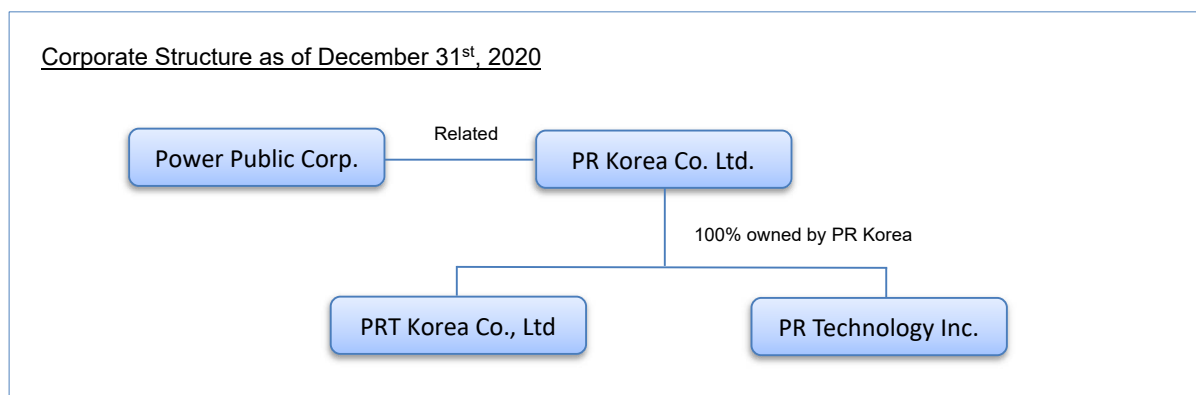 Corporate Structure as of December 31st, 2020
Related
Power Public Corp.
PR Korea Co. Ltd.
100% owned by PR Korea
PRT Korea Co., Ltd
PR Technology Inc.